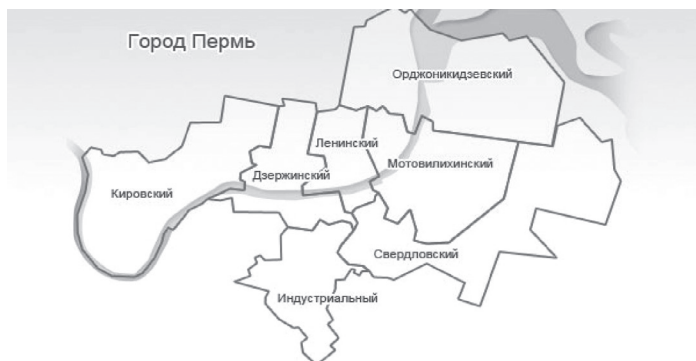 Город Пермь
Орджоникидзевский
Ленинский
Мотовилихинский
Дзержинский
Кировский
Свердловский
Индустриальный